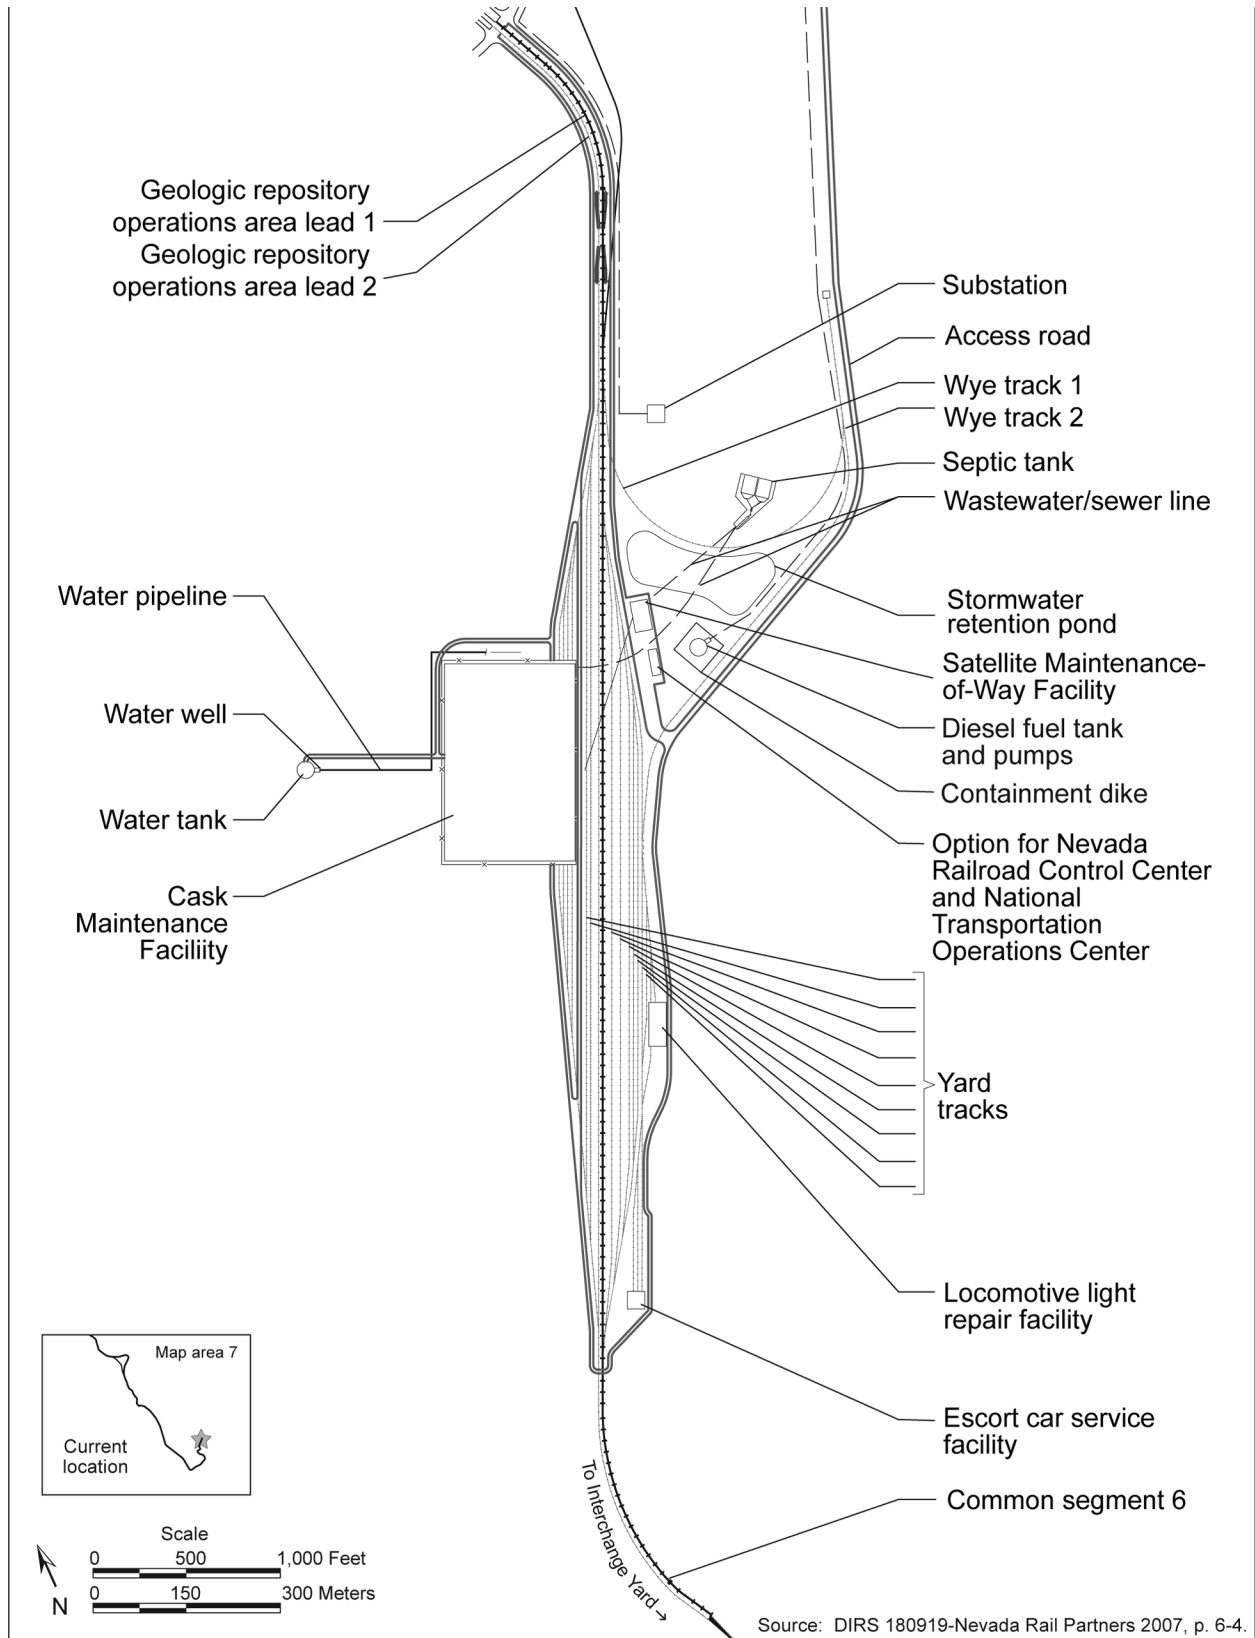 Geologic repository
operations area lead 1
Geologic repository
operations area lead 2
Substation
Access road
Wye track 1
Wye track 2
Septic tank
Wastewater/sewer line
Water pipeline
Stormwater
retention pond
Satellite Maintenance-
of-Way Facility
Water well
Diesel fuel tank
and pumps
Containment dike
Water tank
Option for Nevada
Railroad Control Center
and National
Transportation
Operations Center
Cask
Maintenance
Faciliity
Yard
tracks
Locomotive light
repair facility
Map area 7
Current
location
Escort car service
facility
To Interchange Yard →
Common segment 6
Scale
0 500 1,000 Feet
0 150 300 Meters
N
Source: DIRS 180919-Nevada Rail Partners 2007, p. 6-4.